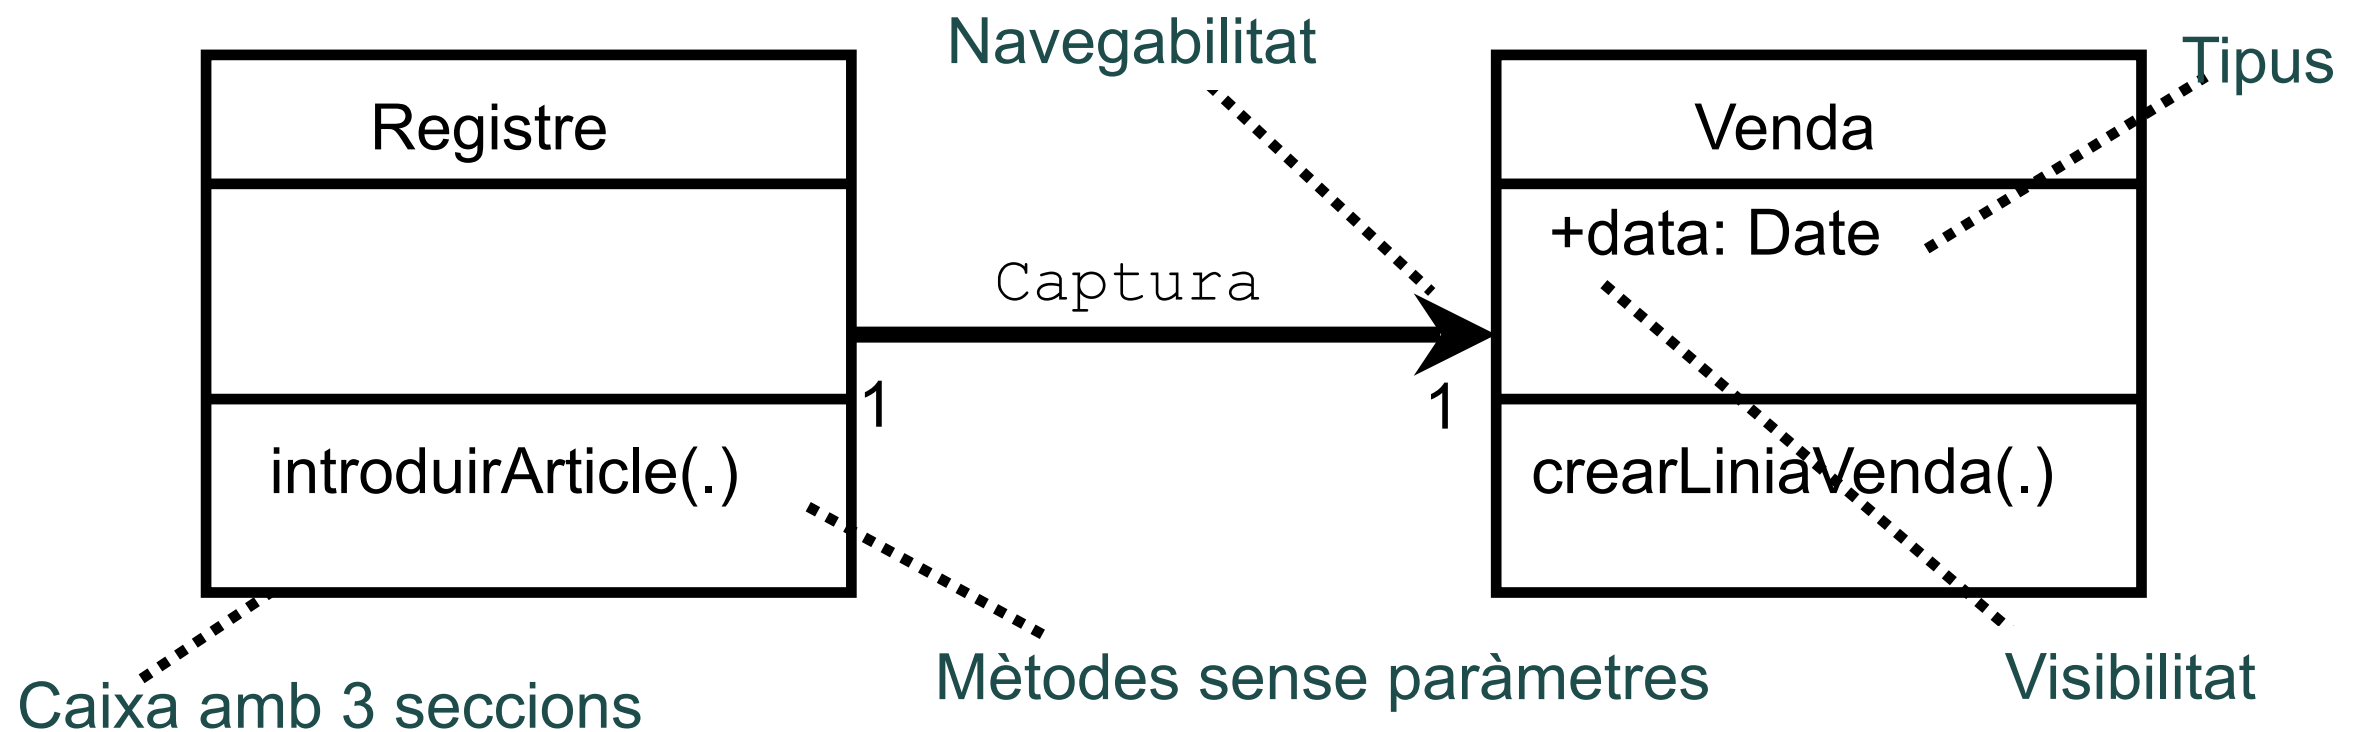 Navegabilitat
Tipus
Registre
Venda
+data: Date
Captura
1
1
introduirArticle(.)
crearLiniaVenda(.)
Caixa amb 3 seccions
Mètodes sense paràmetres
Visibilitat